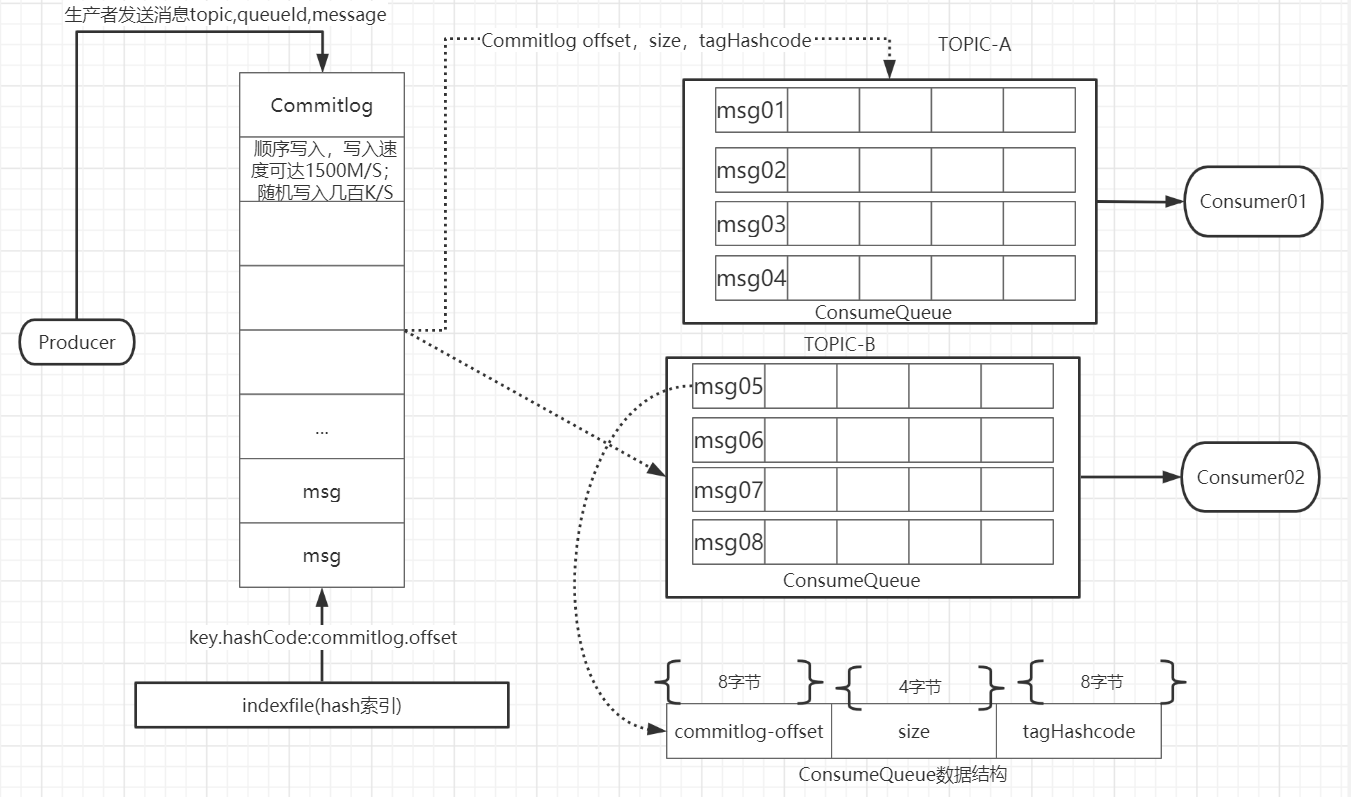 生产者发送消息topic,queueId,message
Commitlog offset，size，tagHashcode
TOPIC-A
Commitlog
顺序写入，写入速
度可达1500M/S；
随机写入几百K/S
msg01
msg02
msg03
msg04
ConsumeQueue
Consumer01
Producer
TOPIC-B
msg05
msg06
msg07
msg08
ConsumeQueue
Consumer02
...
msg
msg
key.hashCode:commitlog.offset
indexfile(hash索引)
8字节
4字节
8字节
commitlog-offset
size
tagHashcode
ConsumeQueue数据结构